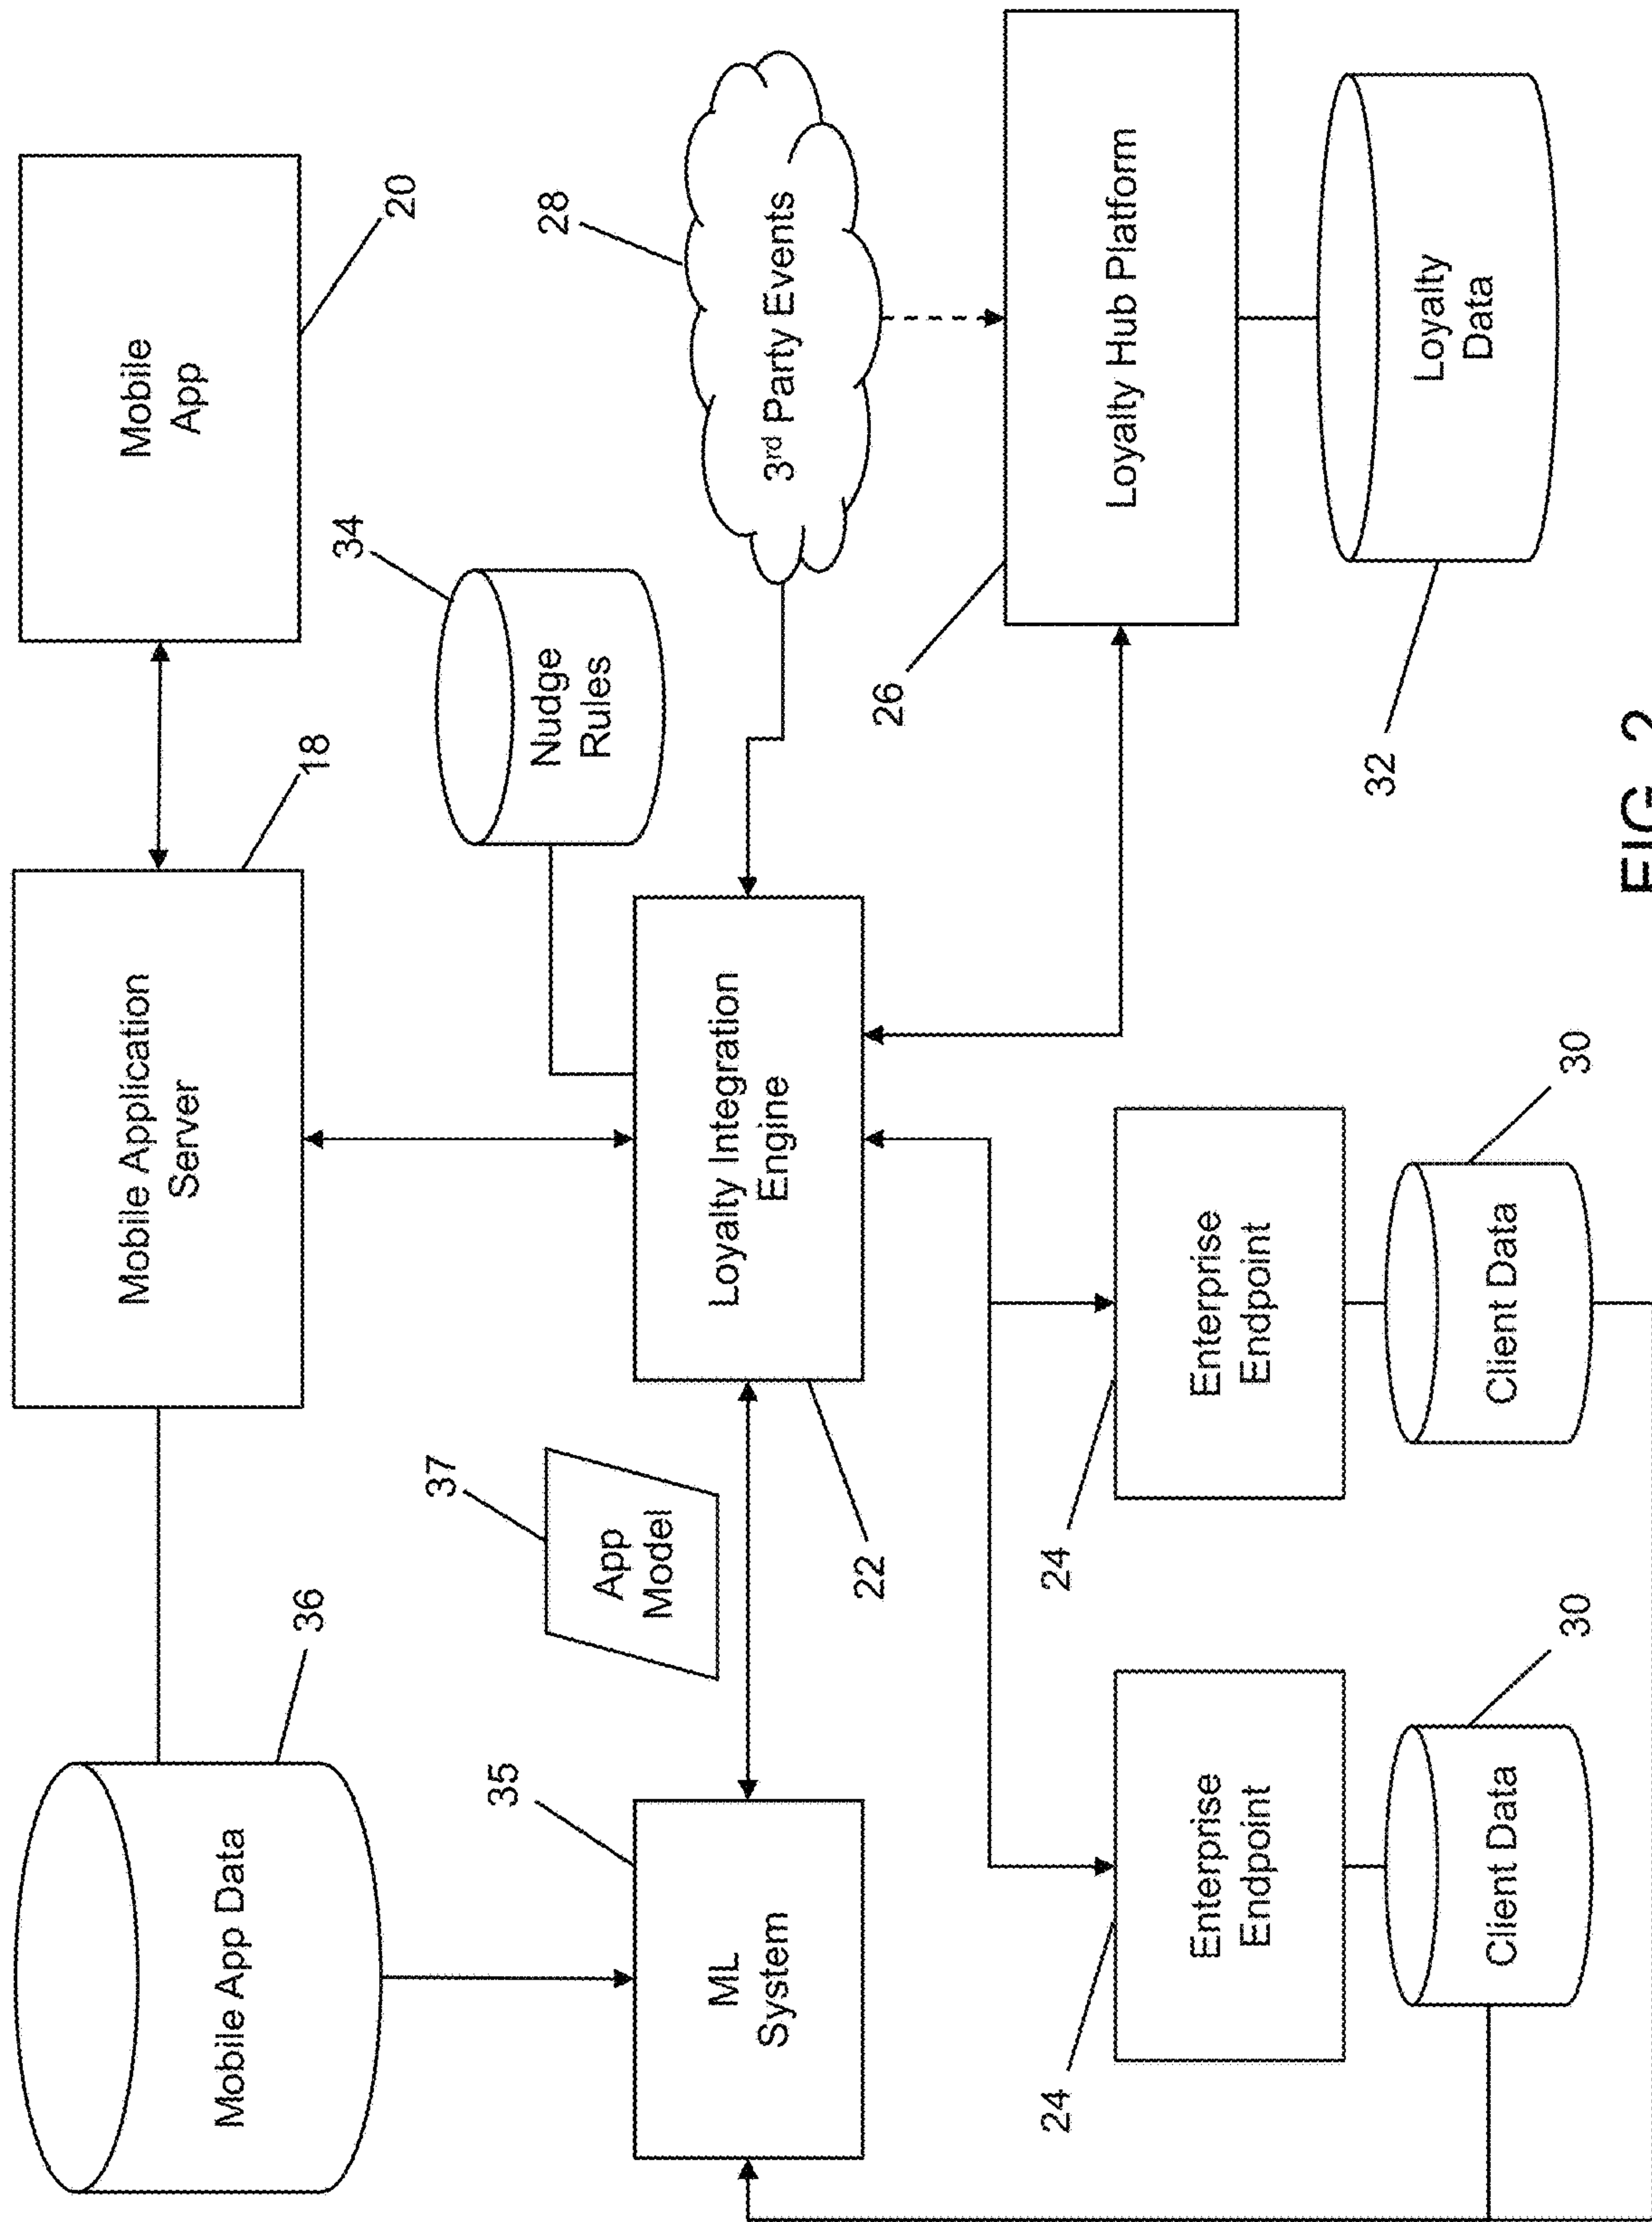 Mobile App Data
36
Mobile Application
Server
18
Mobile
App
20
37
App
Model
34
Nudge
Rules
28
3rd Party Events
35
ML
System
22
Loyalty Integration
Engine
26
Loyalty Hub Platform
24
Enterprise
Endpoint
24
Enterprise
Endpoint
30
Client Data
30
Client Data
32
Loyalty
Data
FIG. 2